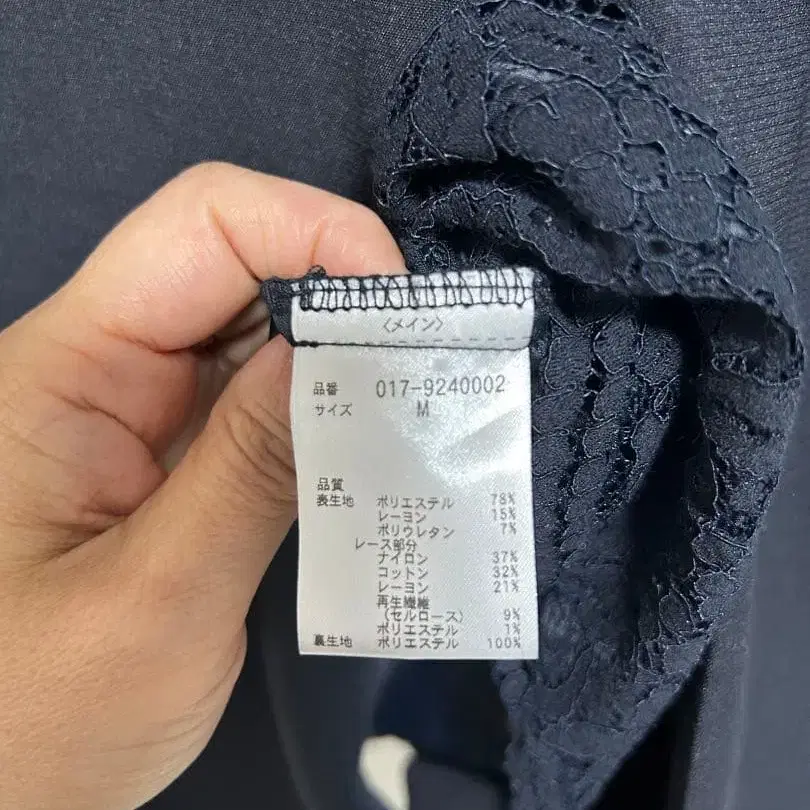 〈メイン〉
品番 017-9240002
サイズ M
品質
表生地 ポリエステル 78%
レーヨン 15%
ポリウレタン 7%
レース部分
ナイロン 37%
コットン 32%
レーヨン 21%
再生繊維
(セルロース) 9%
ポリエステル 1%
裏生地 ポリエステル 100%